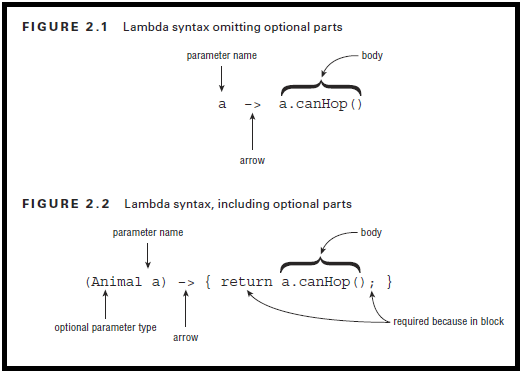 FIGURE 2.1 Lambda syntax omitting optional parts
parameter name
body
a -> a.canHop()
arrow
FIGURE 2.2 Lambda syntax, including optional parts
parameter name
body
(Animal a) -> { return a.canHop(); }
optional parameter type
required because in block
arrow